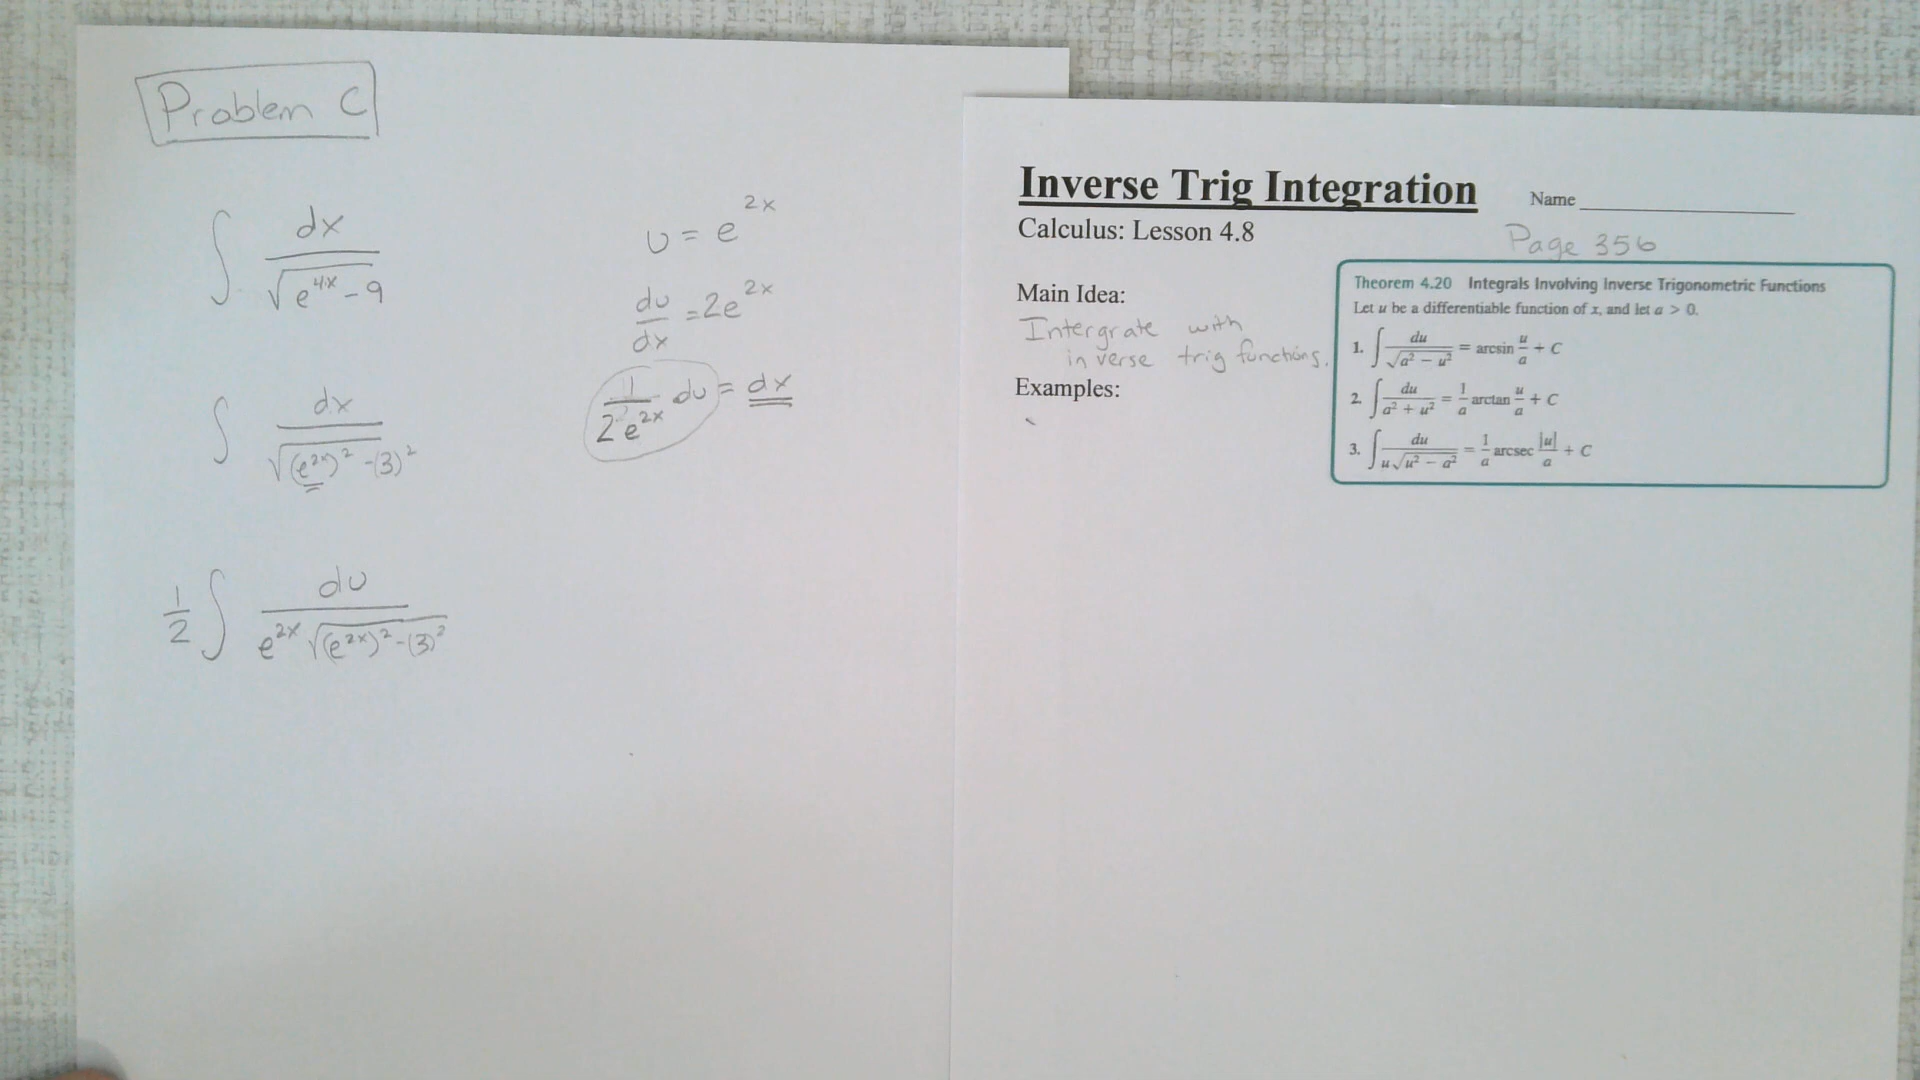 Problem C
∫ dx / √(e^{4x} - 9)
∫ dx / √((e^{2x})² - (3)²)
1/2 ∫ du / (e^{2x} √((e^{2x})² - (3)²))
u = e^{2x}
du/dx = 2e^{2x}
1/(2e^{2x}) du = dx
Inverse Trig Integration
Name
Calculus: Lesson 4.8
Page 356
Main Idea:
Intergrate with
inverse trig functions.
Examples:
Theorem 4.20 Integrals Involving Inverse Trigonometric Functions
Let u be a differentiable function of x, and let a > 0.
1. ∫ du / √(a² − u²) = arcsin u/a + C
2. ∫ du / (a² + u²) = 1/a arctan u/a + C
3. ∫ du / (u√(u² − a²)) = 1/a arcsec |u|/a + C